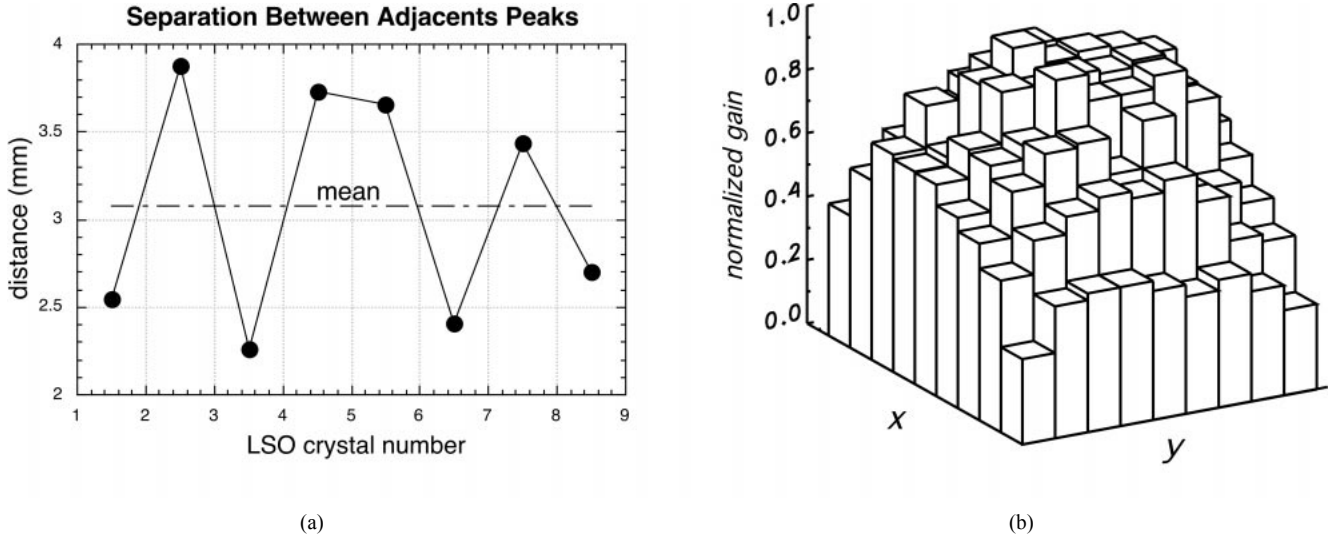 Separation Between Adjacents Peaks
4
3.5
3
2.5
2
distance (mm)
mean
1 2 3 4 5 6 7 8 9
LSO crystal number
(a)
1.0
0.8
0.6
0.4
0.2
0.0
normalized gain
x
y
(b)